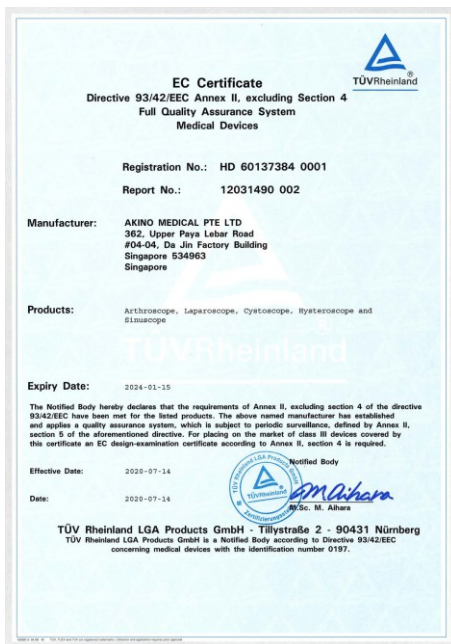 TÜVRheinland®
EC Certificate
Directive 93/42/EEC Annex II, excluding Section 4
Full Quality Assurance System
Medical Devices
Registration No.: HD 60137384 0001
Report No.: 12031490 002
Manufacturer: AKINO MEDICAL PTE LTD
362, Upper Paya Lebar Road
#04-04, Da Jin Factory Building
Singapore 534963
Singapore
Products: Arthroscope, Laparoscope, Cystoscope, Hysteroscope and
Sinuscope
TÜVRheinland®
Expiry Date: 2024-01-15
The Notified Body hereby declares that the requirements of Annex II, excluding section 4 of the directive
93/42/EEC have been met for the listed products. The above named manufacturer has established
and applies a quality assurance system, which is subject to periodic surveillance, defined by Annex II,
section 5 of the aforementioned directive. For placing on the market of class III devices covered by
this certificate an EC design-examination certificate according to Annex II, section 4 is required.
Notified Body
Effective Date: 2020-07-14
Date: 2020-07-14
TÜV Rheinland LGA Products GmbH
TÜVRheinland
Zertifizierungsstelle
M.Sc. M. Aihara
TÜV Rheinland LGA Products GmbH - Tillystraße 2 - 90431 Nürnberg
TÜV Rheinland LGA Products GmbH is a Notified Body according to Directive 93/42/EEC
concerning medical devices with the identification number 0197.